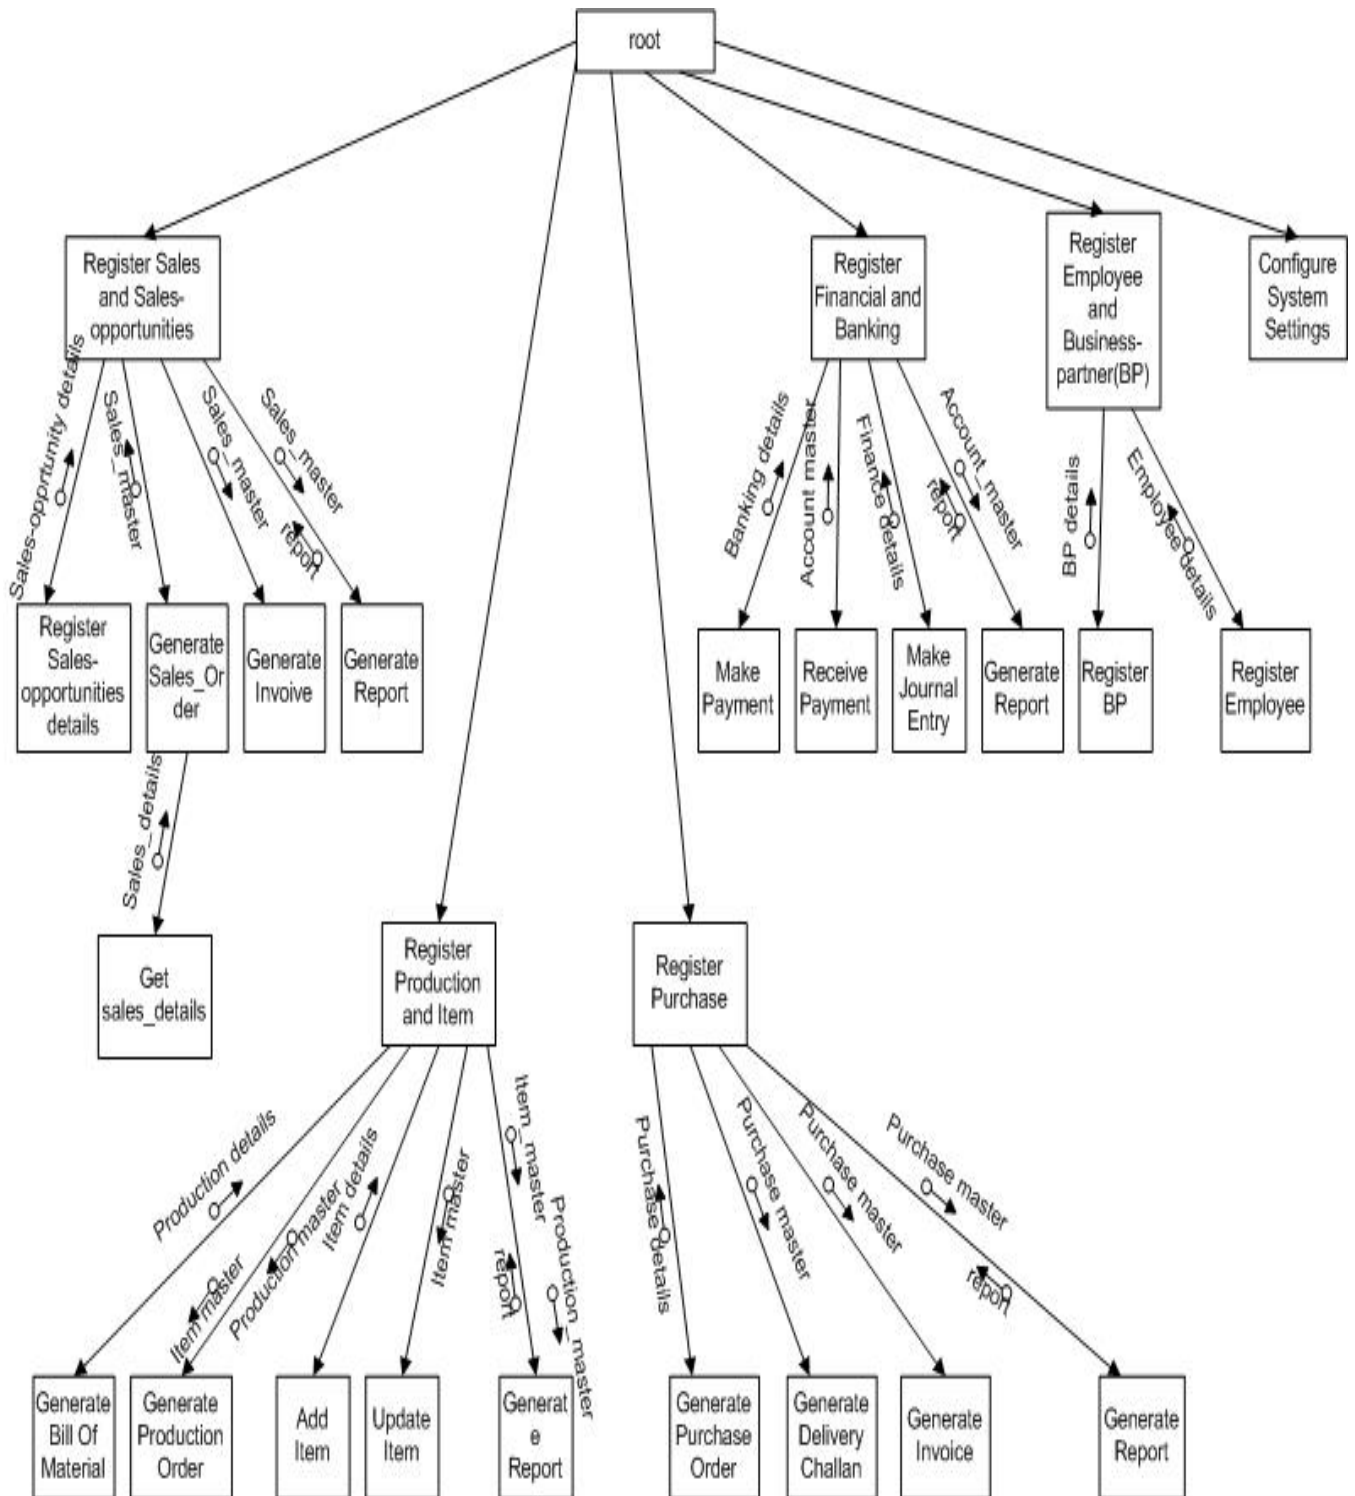 root
Register Sales
and Sales-
opportunities
Register
Financial and
Banking
Register
Employee
and
Business-
partner(BP)
Configure
System
Settings
Sales-opprtunity details
Sales_master
Sales_master
Sales_master
report
Banking details
Account master
Finance details
Account_master
report
BP details
Employee details
Register
Sales-
opportunities
details
Generate
Sales_Or
der
Generate
Invoive
Generate
Report
Make
Payment
Receive
Payment
Make
Journal
Entry
Generate
Report
Register
BP
Register
Employee
Sales_details
Get
sales_details
Register
Production
and Item
Register
Purchase
Production details
Item master
Production master
Item details
Item master
Item_master
report
Production_master
Purchase details
Purchase master
Purchase master
Purchase master
report
Generate
Bill Of
Material
Generate
Production
Order
Add
Item
Update
Item
Generat
e
Report
Generate
Purchase
Order
Generate
Delivery
Challan
Generate
Invoice
Generate
Report